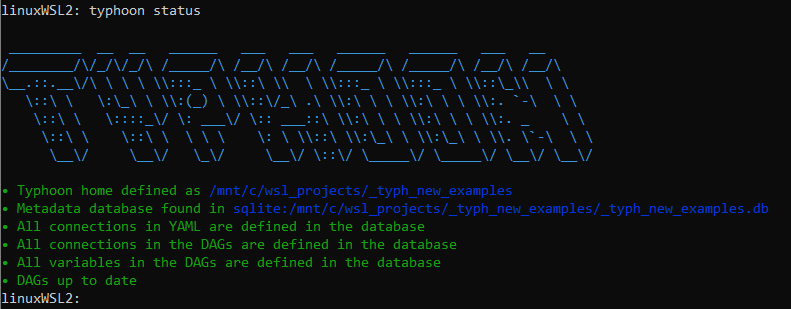 linuxWSL2: typhoon status
• Typhoon home defined as /mnt/c/wsl_projects/_typh_new_examples
• Metadata database found in sqlite:/mnt/c/wsl_projects/_typh_new_examples/_typh_new_examples.db
• All connections in YAML are defined in the database
• All connections in the DAGs are defined in the database
• All variables in the DAGs are defined in the database
• DAGs up to date
linuxWSL2: